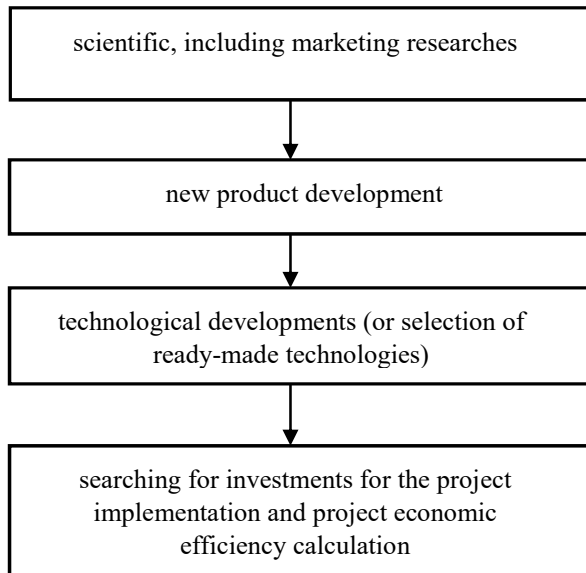 scientific, including marketing researches
new product development
technological developments (or selection of
ready-made technologies)
searching for investments for the project
implementation and project economic
efficiency calculation